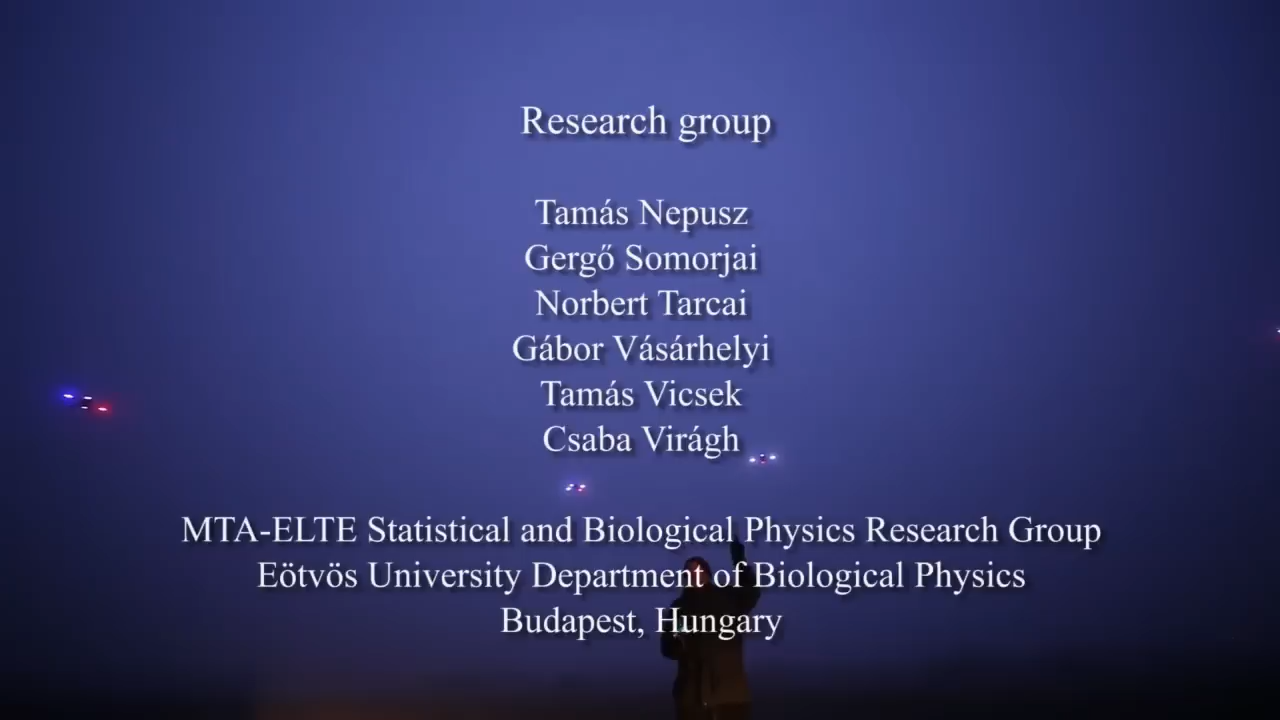 Research group
Tamás Nepusz
Gergő Somorjai
Norbert Tarcai
Gábor Vásárhelyi
Tamás Vicsek
Csaba Virágh
MTA-ELTE Statistical and Biological Physics Research Group
Eötvös University Department of Biological Physics
Budapest, Hungary